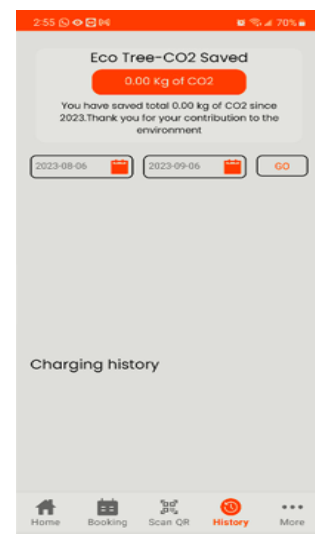 2:55 70%
Eco Tree-CO2 Saved
0.00 Kg of CO2
You have saved total 0.00 kg of CO2 since
2023.Thank you for your contribution to the
environment
2023-08-06 2023-09-06 GO
Charging history
Home Booking Scan QR History More